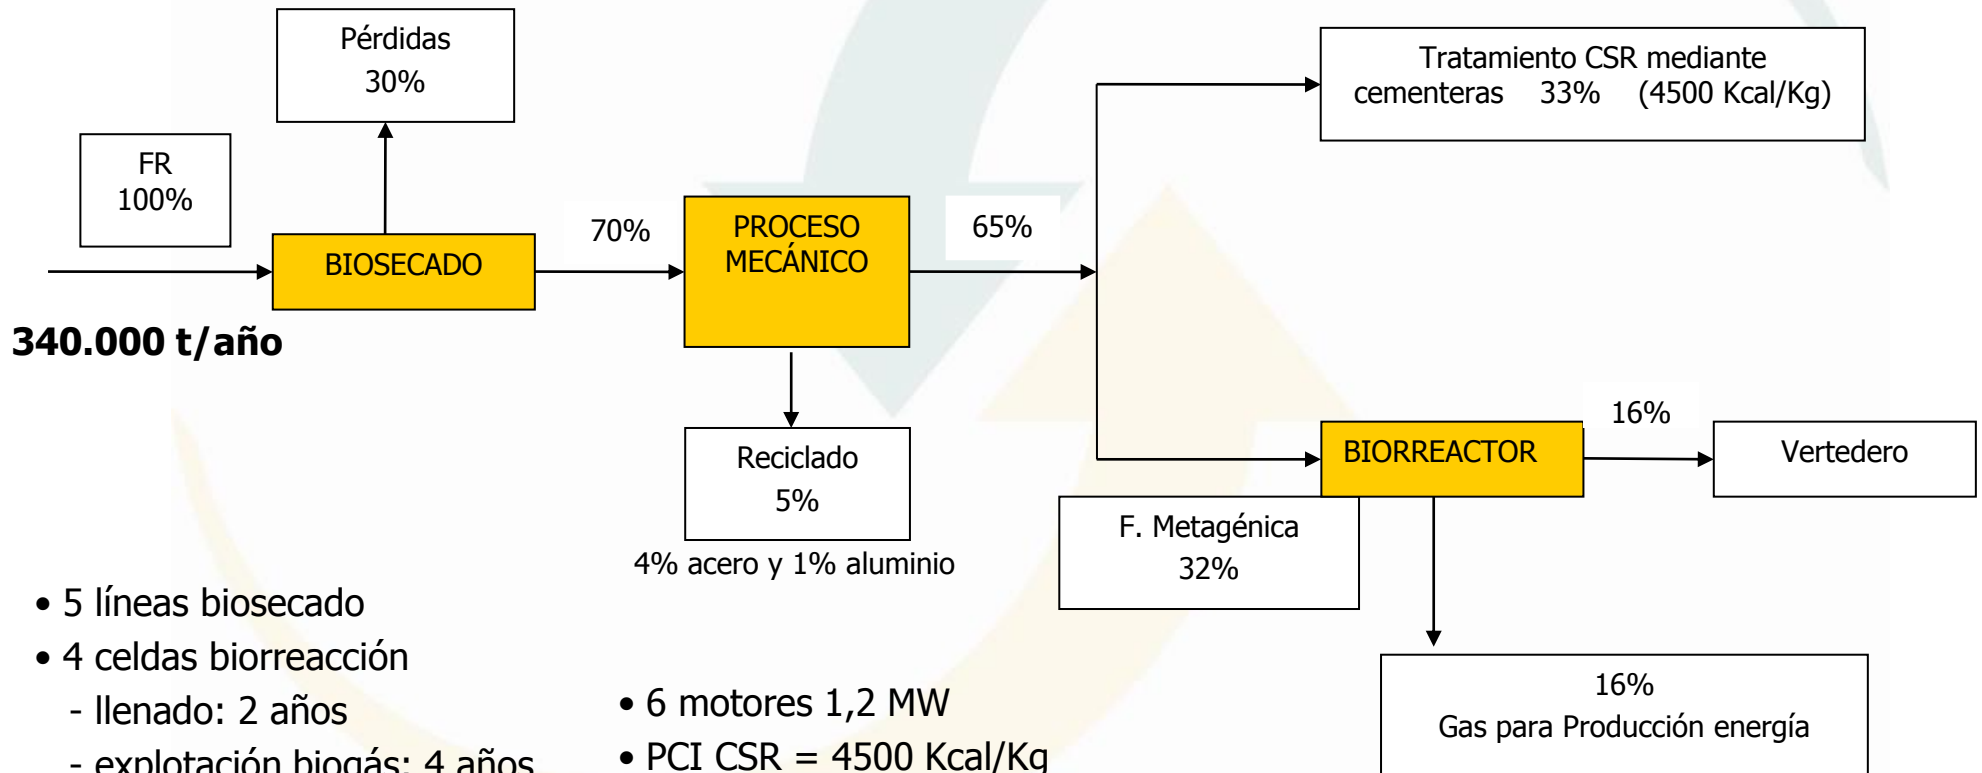 Pérdidas
30%
Tratamiento CSR mediante
cementeras 33% (4500 Kcal/Kg)
FR
100%
BIOSECADO
70%
PROCESO
MECÁNICO
65%
340.000 t/año
Reciclado
5%
4% acero y 1% aluminio
BIORREACTOR
16%
Vertedero
F. Metagénica
32%
16%
Gas para Producción energía
• 5 líneas biosecado
• 4 celdas biorreacción
- llenado: 2 años
- explotación biogás: 4 años
• 6 motores 1,2 MW
• PCI CSR = 4500 Kcal/Kg